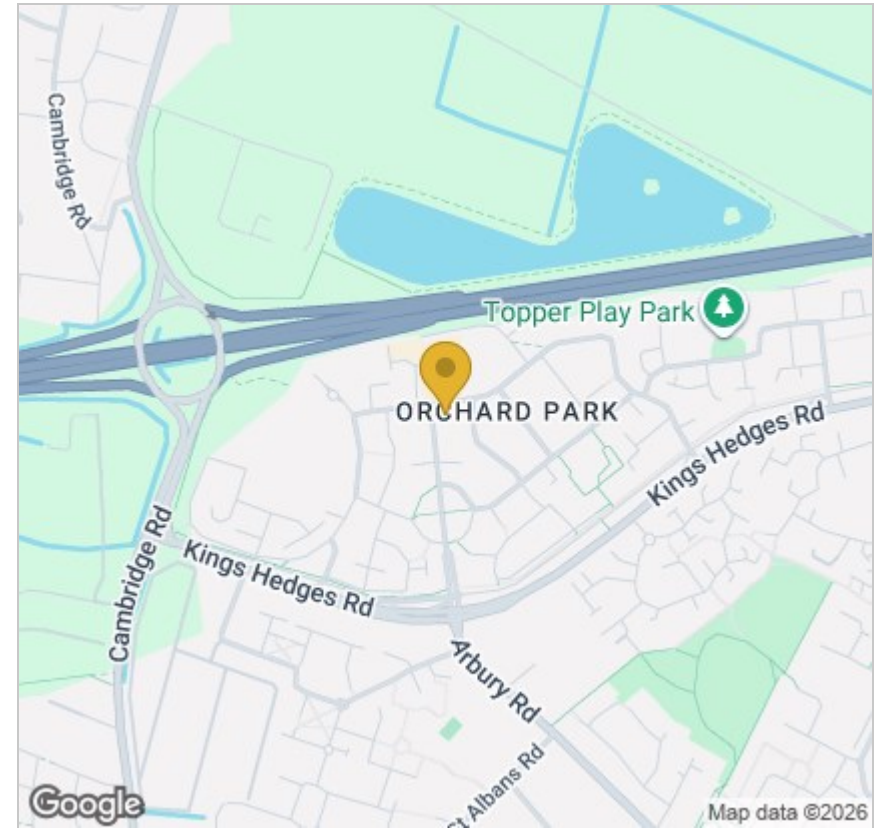 Cambridge Rd
Topper Play Park
ORCHARD PARK
Kings Hedges Rd
Cambridge Rd
Kings Hedges Rd
Arbury Rd
St Albans Rd
Google
Map data ©2026